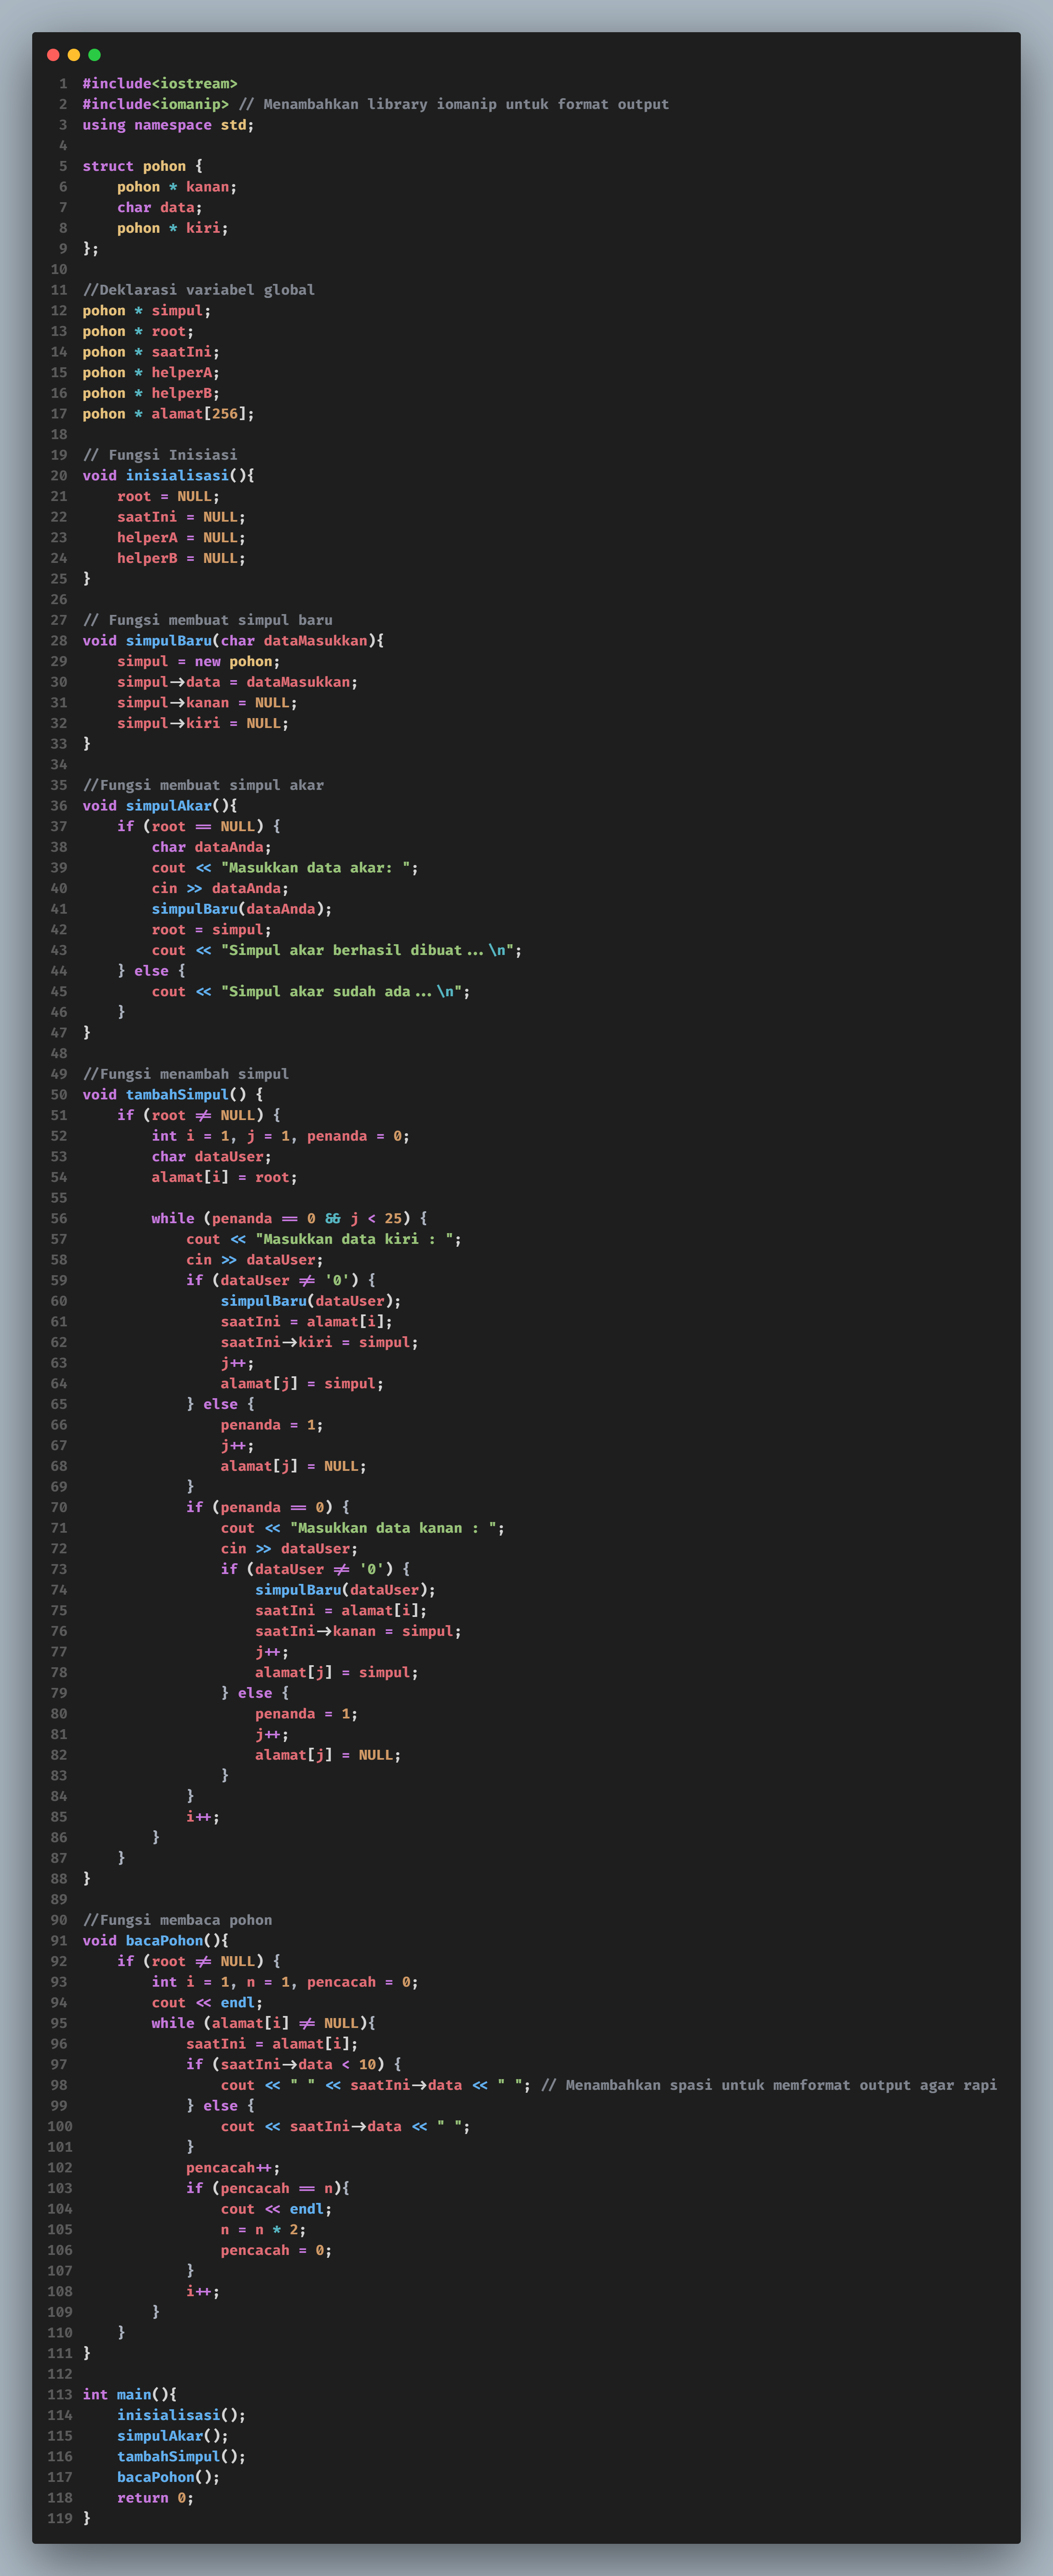 1 #include<iostream>
2 #include<iomanip> // Menambahkan library iomanip untuk format output
3 using namespace std;
4
5 struct pohon {
6     pohon * kanan;
7     char data;
8     pohon * kiri;
9 };
10
11 //Deklarasi variabel global
12 pohon * simpul;
13 pohon * root;
14 pohon * saatIni;
15 pohon * helperA;
16 pohon * helperB;
17 pohon * alamat[256];
18
19 // Fungsi Inisiasi
20 void inisialisasi(){
21     root = NULL;
22     saatIni = NULL;
23     helperA = NULL;
24     helperB = NULL;
25 }
26
27 // Fungsi membuat simpul baru
28 void simpulBaru(char dataMasukkan){
29     simpul = new pohon;
30     simpul->data = dataMasukkan;
31     simpul->kanan = NULL;
32     simpul->kiri = NULL;
33 }
34
35 //Fungsi membuat simpul akar
36 void simpulAkar(){
37     if (root == NULL) {
38         char dataAnda;
39         cout << "Masukkan data akar: ";
40         cin >> dataAnda;
41         simpulBaru(dataAnda);
42         root = simpul;
43         cout << "Simpul akar berhasil dibuat...\n";
44     } else {
45         cout << "Simpul akar sudah ada...\n";
46     }
47 }
48
49 //Fungsi menambah simpul
50 void tambahSimpul() {
51     if (root != NULL) {
52         int i = 1, j = 1, penanda = 0;
53         char dataUser;
54         alamat[i] = root;
55
56         while (penanda == 0 && j < 25) {
57             cout << "Masukkan data kiri : ";
58             cin >> dataUser;
59             if (dataUser != '0') {
60                 simpulBaru(dataUser);
61                 saatIni = alamat[i];
62                 saatIni->kiri = simpul;
63                 j++;
64                 alamat[j] = simpul;
65             } else {
66                 penanda = 1;
67                 j++;
68                 alamat[j] = NULL;
69             }
70             if (penanda == 0) {
71                 cout << "Masukkan data kanan : ";
72                 cin >> dataUser;
73                 if (dataUser != '0') {
74                     simpulBaru(dataUser);
75                     saatIni = alamat[i];
76                     saatIni->kanan = simpul;
77                     j++;
78                     alamat[j] = simpul;
79                 } else {
80                     penanda = 1;
81                     j++;
82                     alamat[j] = NULL;
83                 }
84             }
85             i++;
86         }
87     }
88 }
89
90 //Fungsi membaca pohon
91 void bacaPohon(){
92     if (root != NULL) {
93         int i = 1, n = 1, pencacah = 0;
94         cout << endl;
95         while (alamat[i] != NULL){
96             saatIni = alamat[i];
97             if (saatIni->data < 10) {
98                 cout << " " << saatIni->data << " "; // Menambahkan spasi untuk memformat output agar rapi
99             } else {
100                 cout << saatIni->data << " ";
101             }
102             pencacah++;
103             if (pencacah == n){
104                 cout << endl;
105                 n = n * 2;
106                 pencacah = 0;
107             }
108             i++;
109         }
110     }
111 }
112
113 int main(){
114     inisialisasi();
115     simpulAkar();
116     tambahSimpul();
117     bacaPohon();
118     return 0;
119 }